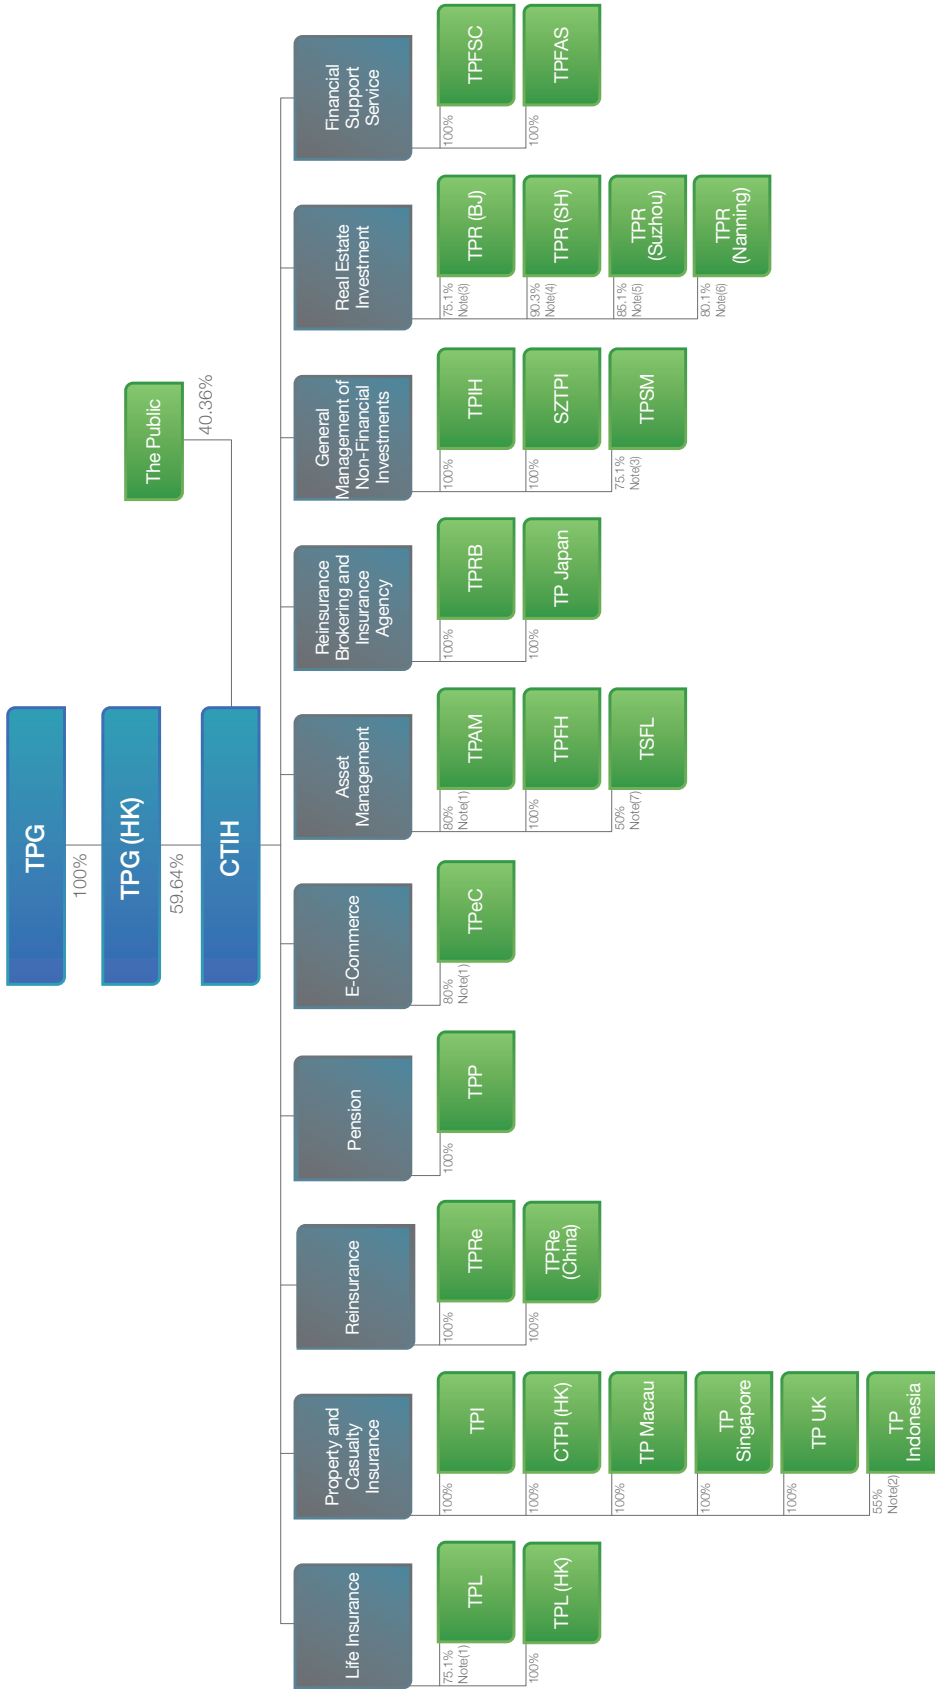 TPG
100%
TPG (HK)
59.64%
CTIH
The Public
40.36%
Life Insurance
75.1%
Note(1)
TPL
100%
TPL (HK)
Property and
Casualty
Insurance
100%
TPI
100%
CTPI (HK)
100%
TP Macau
100%
TP
Singapore
100%
TP UK
55%
Note(2)
TP
Indonesia
Reinsurance
100%
TPRe
100%
TPRe
(China)
Pension
100%
TPP
E-Commerce
80%
Note(1)
TPeC
Asset
Management
80%
Note(1)
TPAM
100%
TPFH
50%
Note(7)
TSFL
Reinsurance
Brokering and
Insurance
Agency
100%
TPRB
100%
TP Japan
General
Management of
Non-Financial
Investments
100%
TPIH
100%
SZTPI
75.1%
Note(3)
TPSM
Real Estate
Investment
75.1%
Note(3)
TPR (BJ)
90.3%
Note(4)
TPR (SH)
85.1%
Note(5)
TPR
(Suzhou)
80.1%
Note(6)
TPR
(Nanning)
Financial
Support
Service
100%
TPFSC
100%
TPFAS